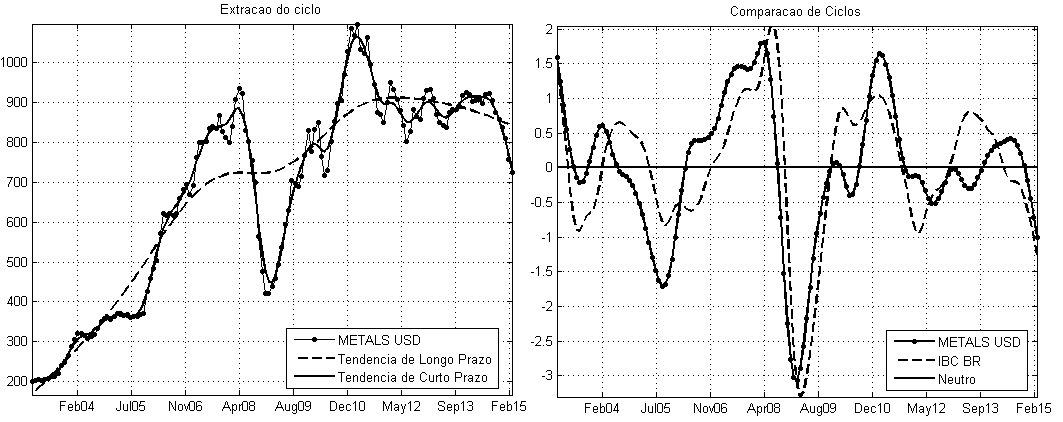 Extracao do ciclo
1000
900
800
700
600
500
400
300
200
Feb04 Jul05 Nov06 Apr08 Aug09 Dec10 May12 Sep13 Feb15
METALS USD
Tendencia de Longo Prazo
Tendencia de Curto Prazo
Comparacao de Ciclos
2
1.5
1
0.5
0
-0.5
-1
-1.5
-2
-2.5
-3
Feb04 Jul05 Nov06 Apr08 Aug09 Dec10 May12 Sep13 Feb15
METALS USD
IBC BR
Neutro